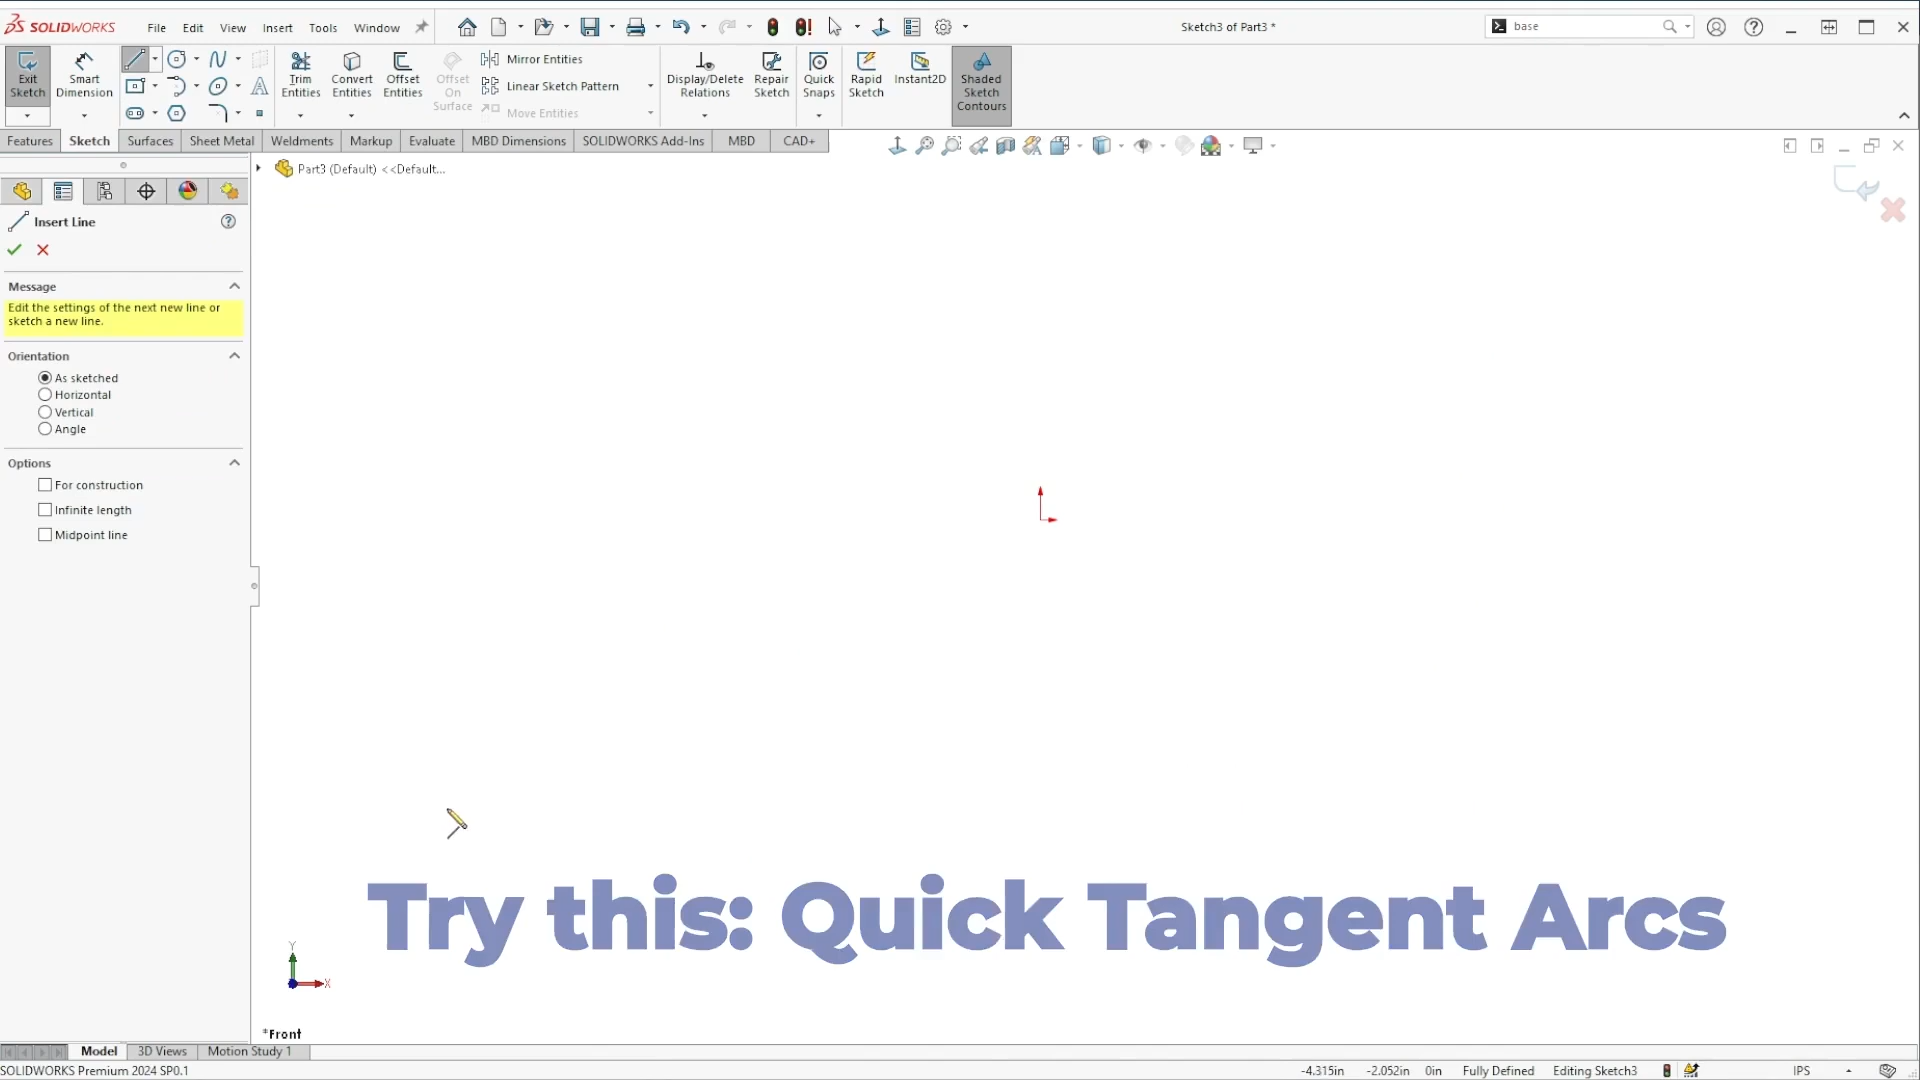 SOLIDWORKS File Edit View Insert Tools Window Sketch3 of Part3 * base
Exit Sketch
Smart Dimension
Trim Entities
Convert Entities
Offset Entities
Offset On Surface
Mirror Entities
Linear Sketch Pattern
Move Entities
Display/Delete Relations
Repair Sketch
Quick Snaps
Rapid Sketch
Instant2D
Shaded Sketch Contours
Features Sketch Surfaces Sheet Metal Weldments Markup Evaluate MBD Dimensions SOLIDWORKS Add-Ins MBD CAD+
Part3 (Default) <<Default...
Insert Line
Message
Edit the settings of the next new line or
sketch a new line.
Orientation
As sketched
Horizontal
Vertical
Angle
Options
For construction
Infinite length
Midpoint line
Try this: Quick Tangent Arcs
Y
X
*Front
Model 3D Views Motion Study 1
SOLIDWORKS Premium 2024 SP0.1 -4.315in -2.052in 0in Fully Defined Editing Sketch3 IPS